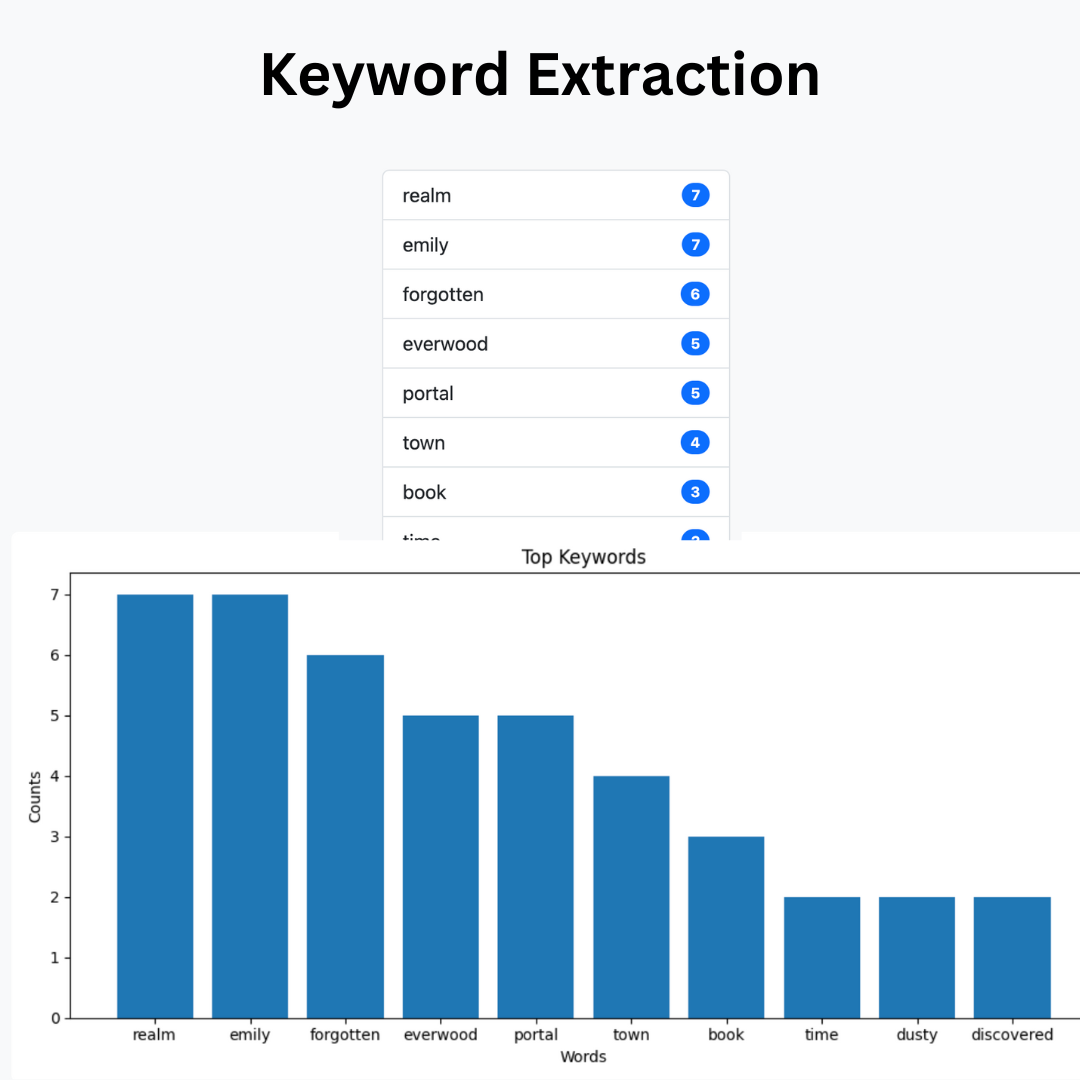 Keyword Extraction
realm 7
emily 7
forgotten 6
everwood 5
portal 5
town 4
book 3
time 2
Top Keywords
7
6
5
4
3
2
1
0
Counts
realm emily forgotten everwood portal town book time dusty discovered
Words